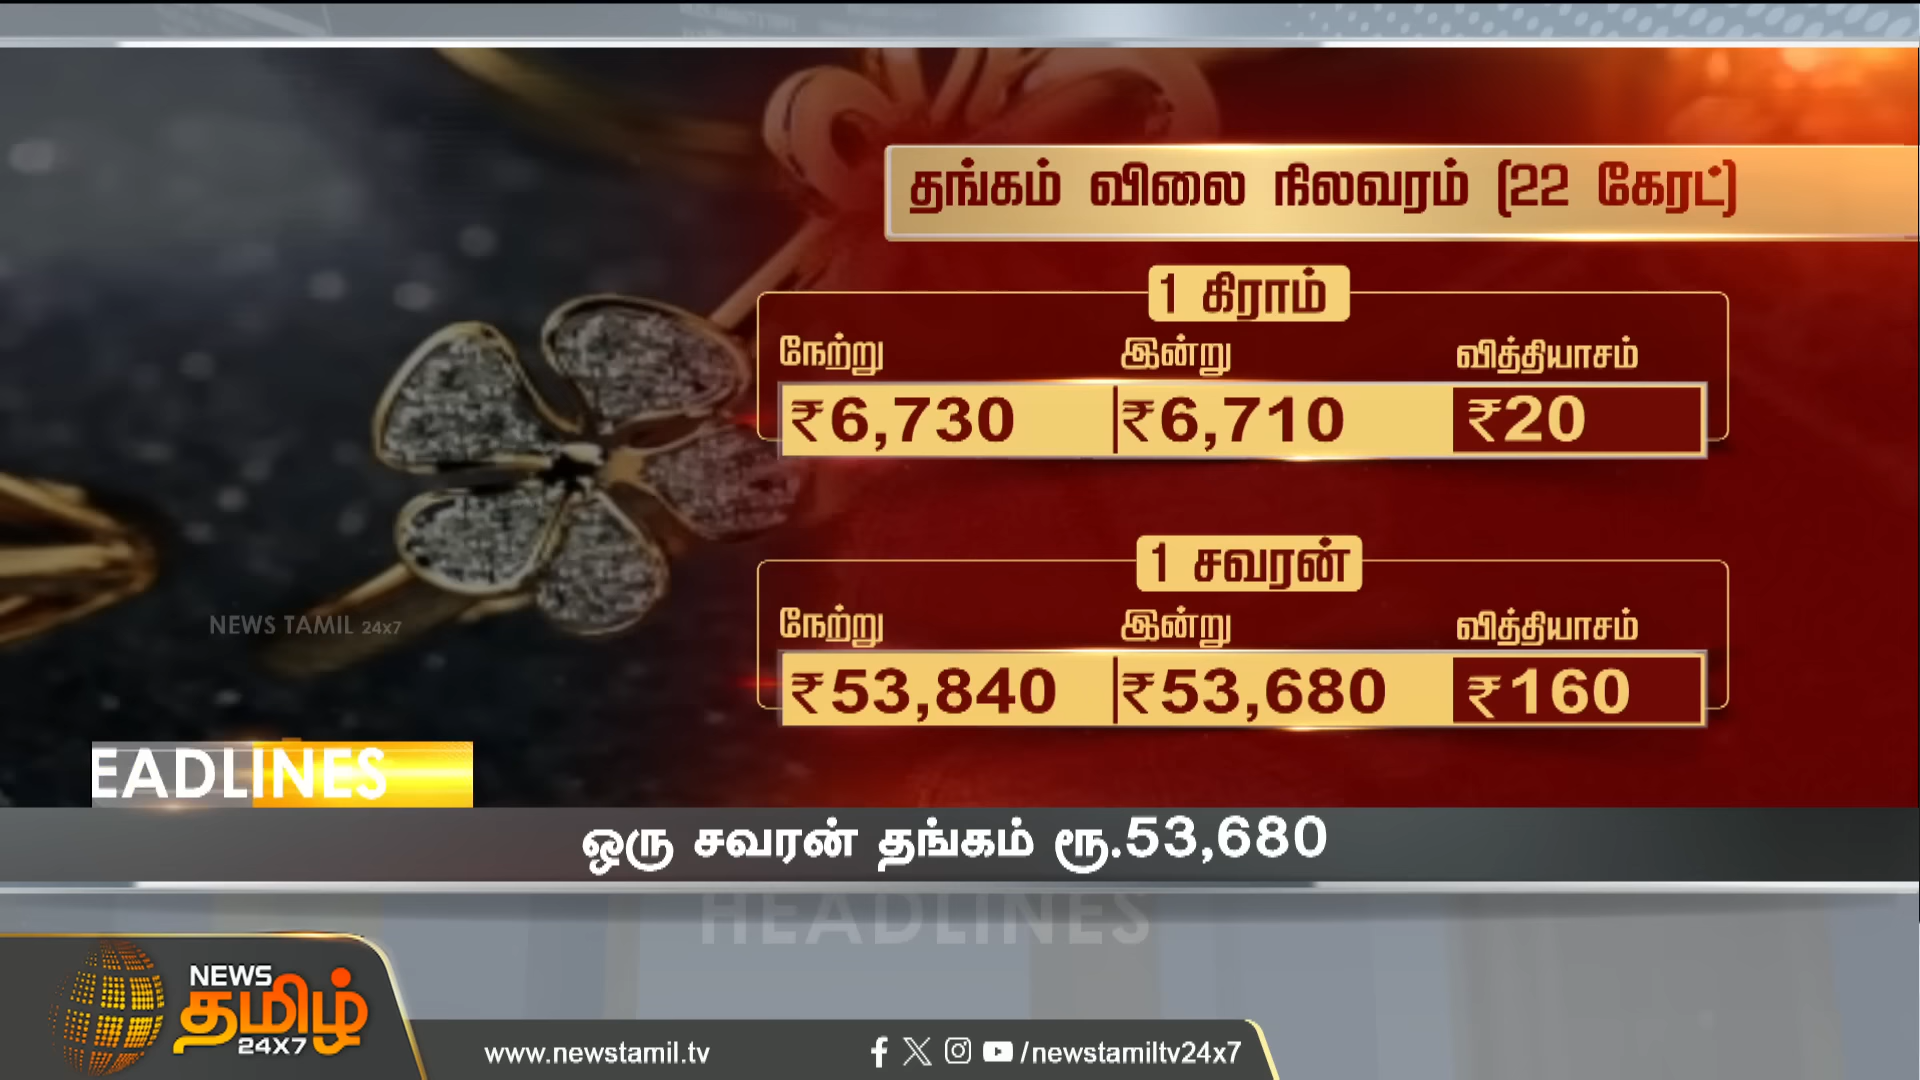 தங்கம் விலை நிலவரம் (22 கேரட்)
1 கிராம்
நேற்று இன்று வித்தியாசம்
₹6,730 ₹6,710 ₹20
1 சவரன்
நேற்று இன்று வித்தியாசம்
₹53,840 ₹53,680 ₹160
NEWS TAMIL 24x7
EADLINES
ஒரு சவரன் தங்கம் ரூ.53,680
HEADLINES
NEWS
தமிழ்
24X7
www.newstamil.tv /newstamiltv24x7